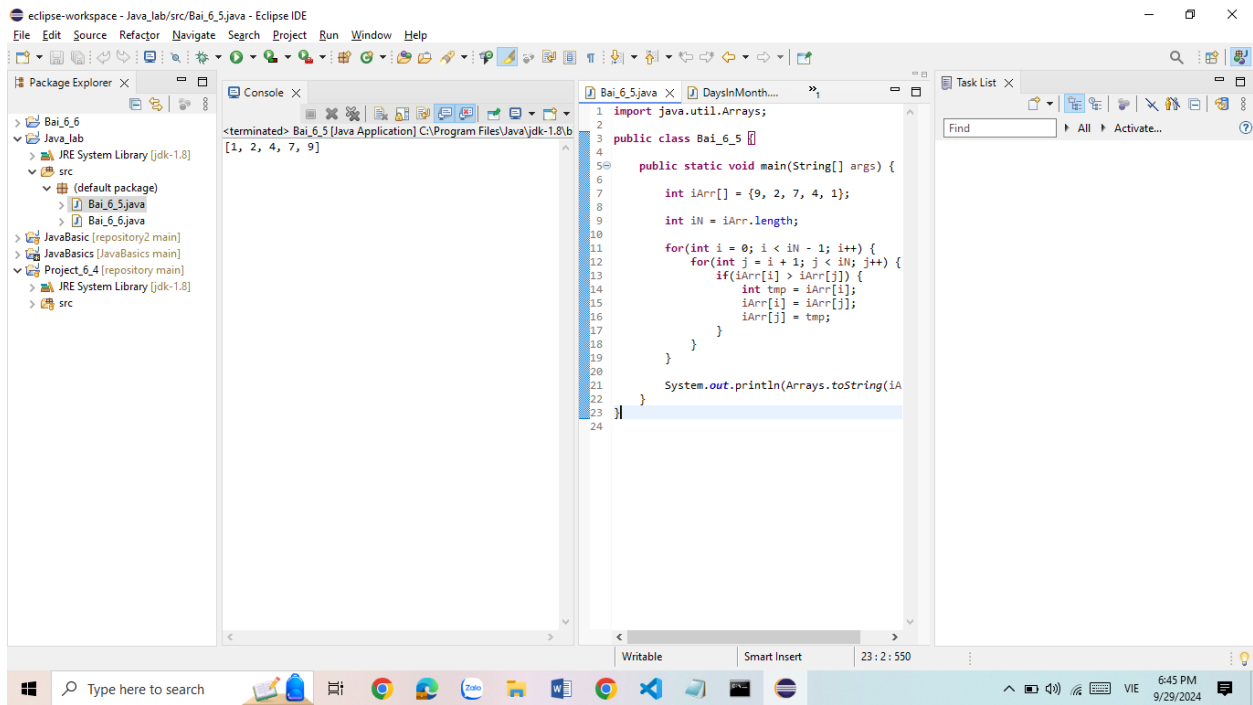 eclipse-workspace - Java_lab/src/Bai_6_5.java - Eclipse IDE
File Edit Source Refactor Navigate Search Project Run Window Help
Package Explorer
Bai_6_6
Java_lab
JRE System Library [jdk-1.8]
src
(default package)
Bai_6_5.java
Bai_6_6.java
JavaBasic [repository2 main]
JavaBasics [JavaBasics main]
Project_6_4 [repository main]
JRE System Library [jdk-1.8]
src
Console
<terminated> Bai_6_5 [Java Application] C:\Program Files\Java\jdk-1.8\b
[1, 2, 4, 7, 9]
Bai_6_5.java DaysInMonth.... »1
1 import java.util.Arrays;
2
3 public class Bai_6_5 {
4
5 public static void main(String[] args) {
6
7 int iArr[] = {9, 2, 7, 4, 1};
8
9 int iN = iArr.length;
10
11 for(int i = 0; i < iN - 1; i++) {
12 for(int j = i + 1; j < iN; j++) {
13 if(iArr[i] > iArr[j]) {
14 int tmp = iArr[i];
15 iArr[i] = iArr[j];
16 iArr[j] = tmp;
17 }
18 }
19 }
20
21 System.out.println(Arrays.toString(iA
22 }
23 }
24
Task List
Find All Activate...
Writable Smart Insert 23 : 2 : 550
Type here to search
Zalo
VIE
6:45 PM
9/29/2024